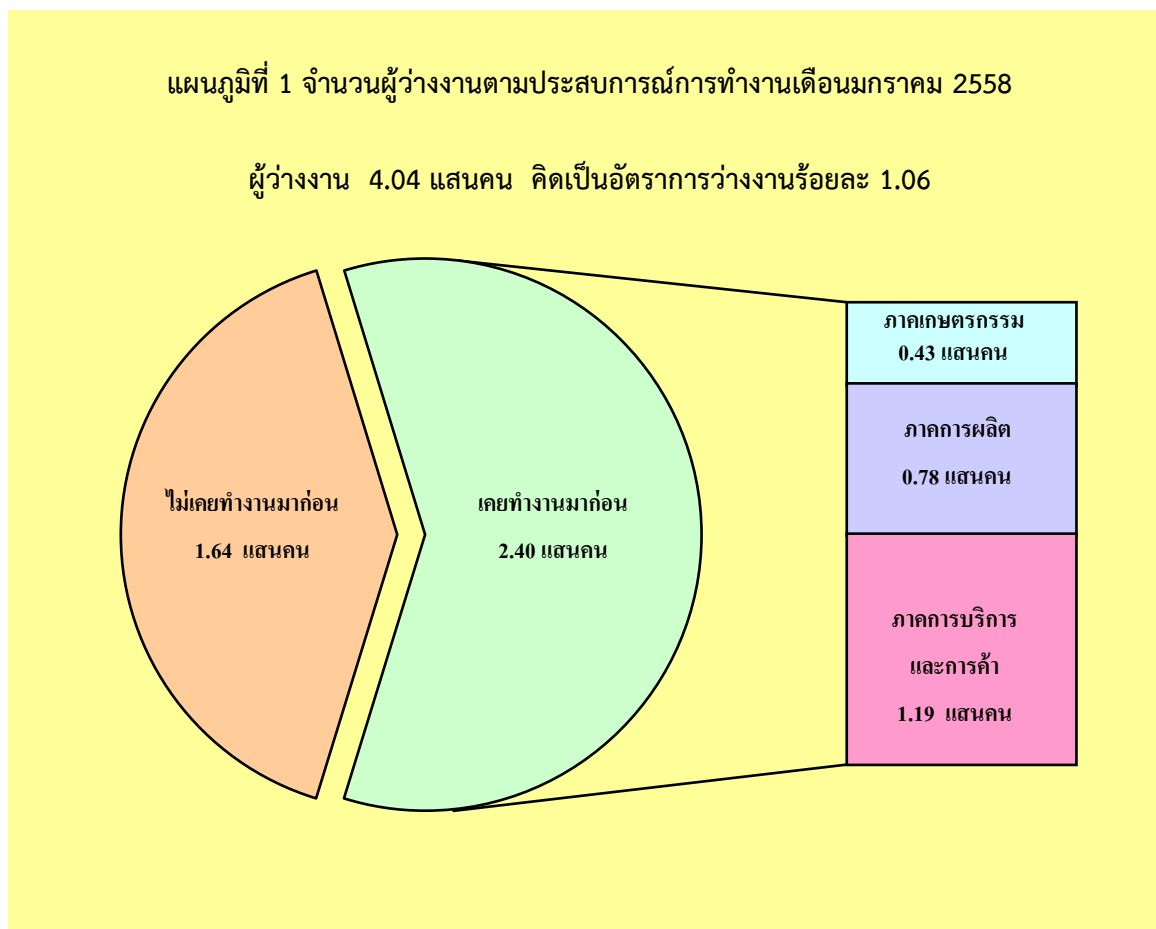 แผนภูมิที่ 1 จำนวนผู้ว่างงานตามประสบการณ์การทำงานเดือนมกราคม 2558
ผู้ว่างงาน 4.04 แสนคน คิดเป็นอัตราการว่างงานร้อยละ 1.06
ไม่เคยทำงานมาก่อน
1.64 แสนคน
เคยทำงานมาก่อน
2.40 แสนคน
ภาคเกษตรกรรม
0.43 แสนคน
ภาคการผลิต
0.78 แสนคน
ภาคการบริการ
และการค้า
1.19 แสนคน